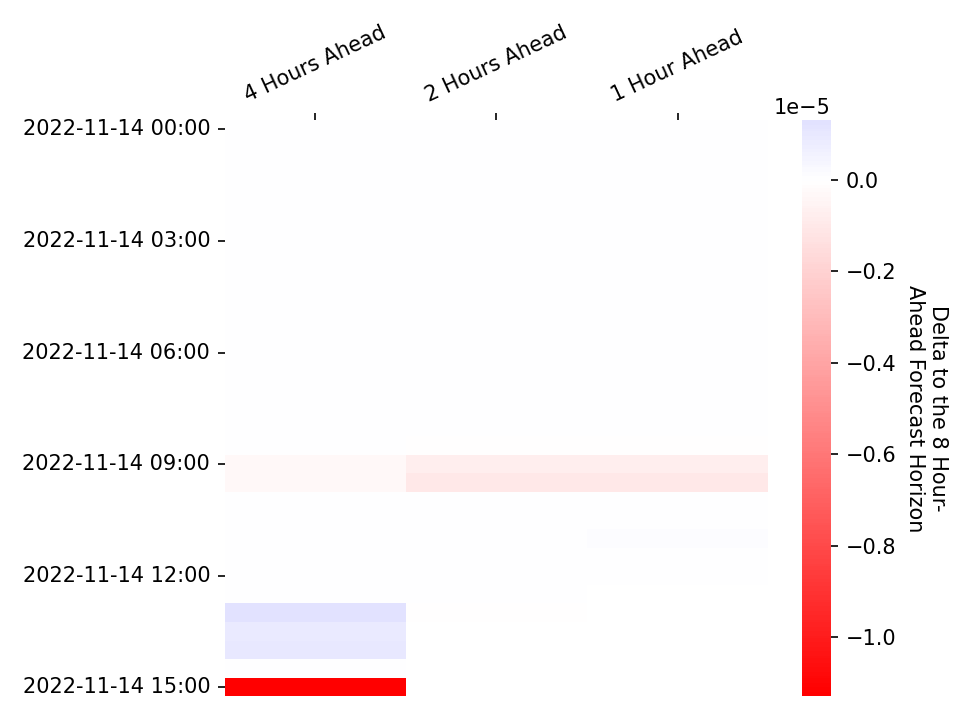 4 Hours Ahead
2 Hours Ahead
1 Hour Ahead
1e−5
2022-11-14 00:00
2022-11-14 03:00
2022-11-14 06:00
2022-11-14 09:00
2022-11-14 12:00
2022-11-14 15:00
0.0
−0.2
−0.4
−0.6
−0.8
−1.0
Delta to the 8 Hour-
Ahead Forecast Horizon